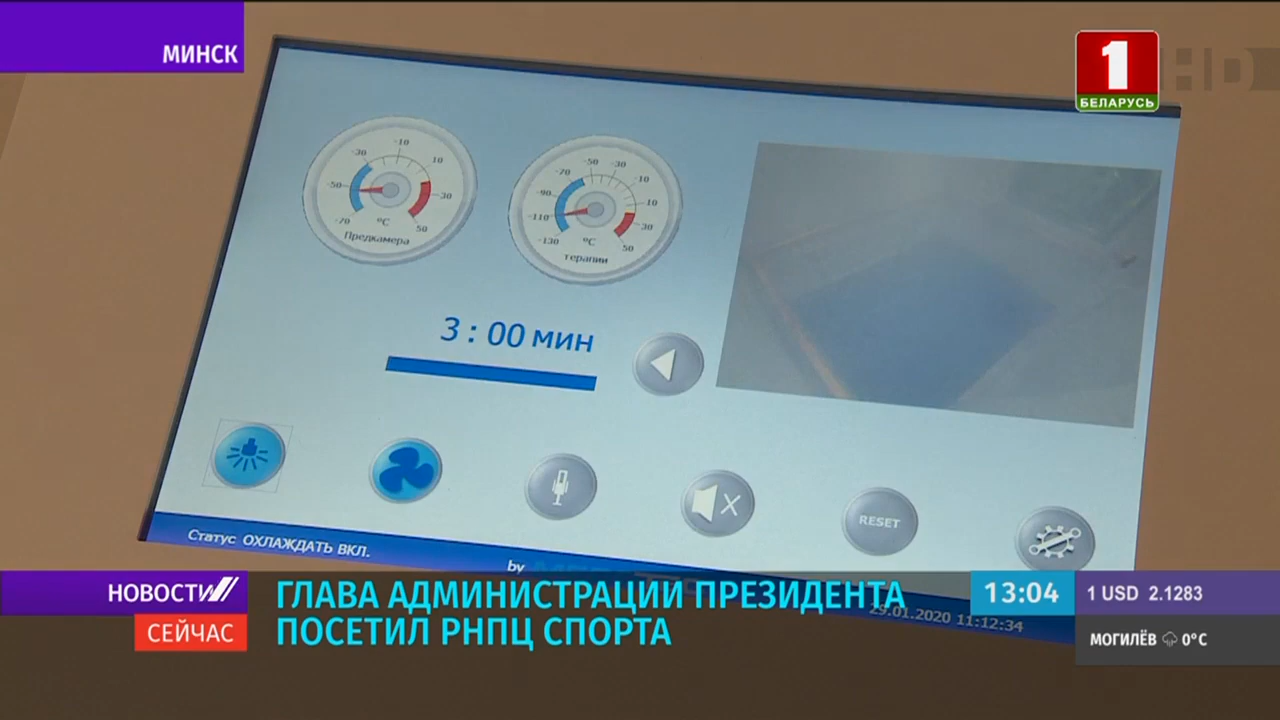 МИНСК
1
БЕЛАРУСЬ
HD
-70 -50 -30 -10 10 30 50
°C
Предкамера
-130 -110 -90 -70 -50 -30 -10 10 30 50
°C
терапии
3 : 00 мин
RESET
Статус ОХЛАЖДАТЬ ВКЛ.
by
29.01.2020 11:12:34
НОВОСТИ
СЕЙЧАС
ГЛАВА АДМИНИСТРАЦИИ ПРЕЗИДЕНТА
ПОСЕТИЛ РНПЦ СПОРТА
13:04
1 USD 2.1283
МОГИЛЁВ 0°C